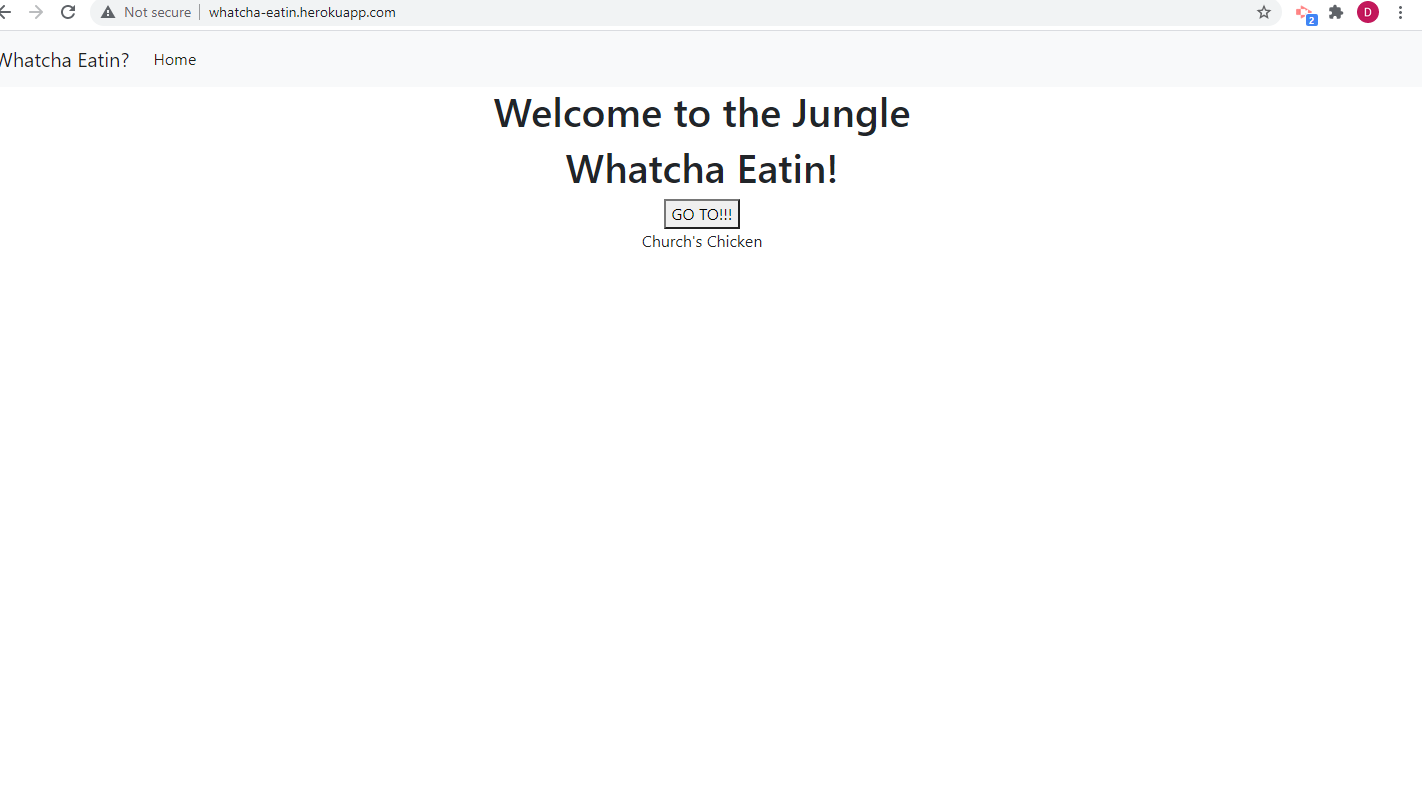 Not secure whatcha-eatin.herokuapp.com D
2
Whatcha Eatin? Home
Welcome to the Jungle
Whatcha Eatin!
GO TO!!!
Church's Chicken